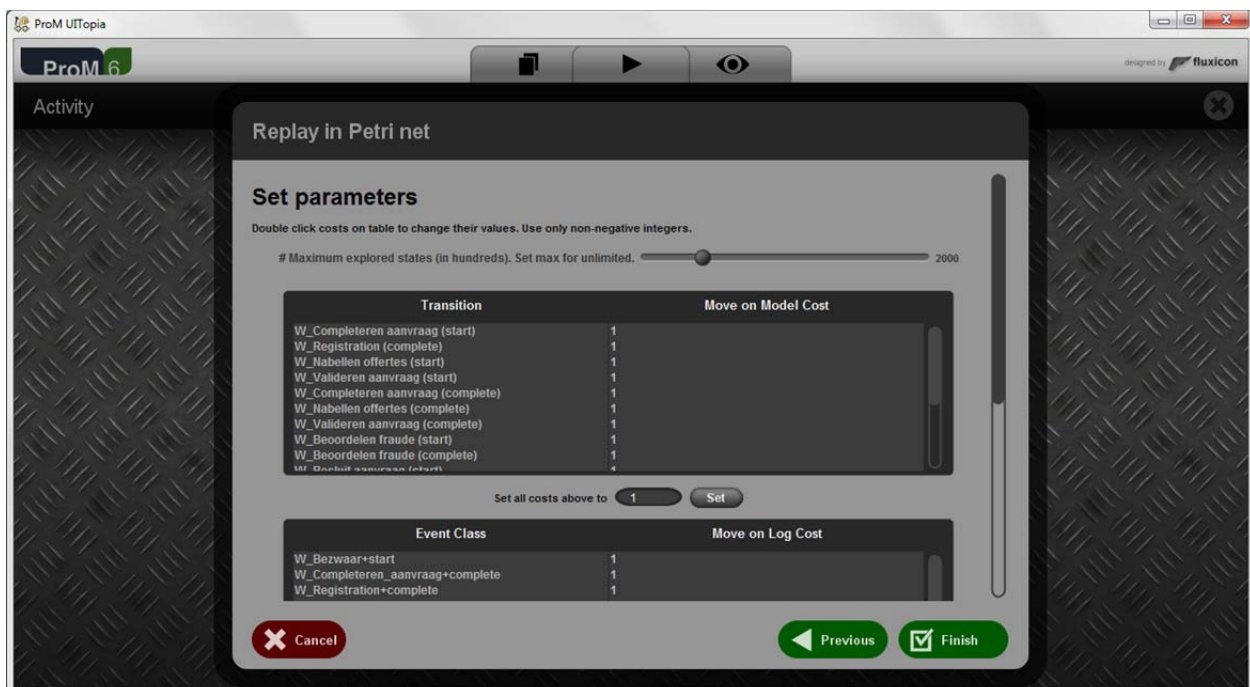 ProM UITopia
ProM 6
designed by fluxicon
Activity
Replay in Petri net
Set parameters
Double click costs on table to change their values. Use only non-negative integers.
# Maximum explored states (in hundreds). Set max for unlimited. 2000
Transition Move on Model Cost
W_Completeren aanvraag (start) 1
W_Registration (complete) 1
W_Nabellen offertes (start) 1
W_Valideren aanvraag (start) 1
W_Completeren aanvraag (complete) 1
W_Nabellen offertes (complete) 1
W_Valideren aanvraag (complete) 1
W_Beoordelen fraude (start) 1
W_Beoordelen fraude (complete) 1
W_Besluit aanvraag (start) 1
Set all costs above to 1 Set
Event Class Move on Log Cost
W_Bezwaar+start 1
W_Completeren_aanvraag+complete 1
W_Registration+complete 1
Cancel Previous Finish